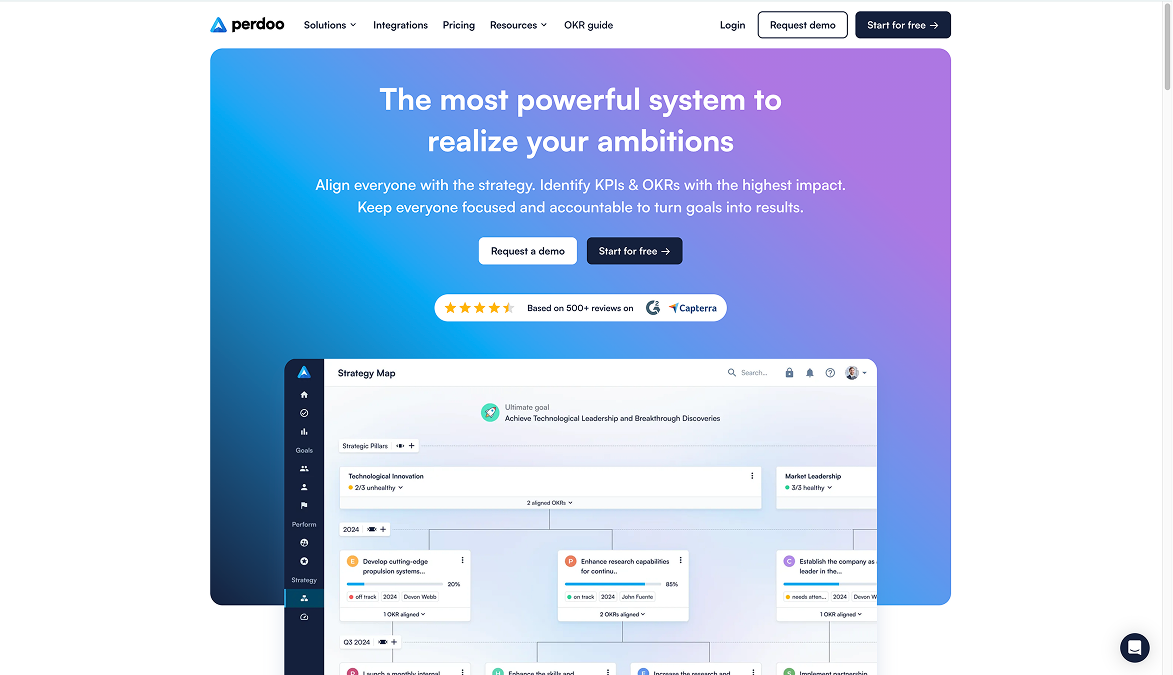 perdoo
Solutions
Integrations
Pricing
Resources
OKR guide
Login
Request demo
Start for free →
The most powerful system to
realize your ambitions
Align everyone with the strategy. Identify KPIs & OKRs with the highest impact.
Keep everyone focused and accountable to turn goals into results.
Request a demo
Start for free →
Based on 500+ reviews on
Capterra
Strategy Map
Search...
Goals
Perform
Strategy
Ultimate goal
Achieve Technological Leadership and Breakthrough Discoveries
Strategic Pillars
Technological Innovation
2/3 unhealthy
2 aligned OKRs
Market Leadership
3/3 healthy
2024
E
Develop cutting-edge
propulsion systems...
20%
off track 2024 Devon Webb
1 OKR aligned
P
Enhance research capabilities
for continu..
85%
on track 2024 John Fuente
2 OKRs aligned
C
Establish the company as
leader in the...
needs atten... 2024 Devon W
1 OKR aligned
Q3 2024
Launch a monthly internal
Enhance the skills and
Increase the research and
Implement partnership